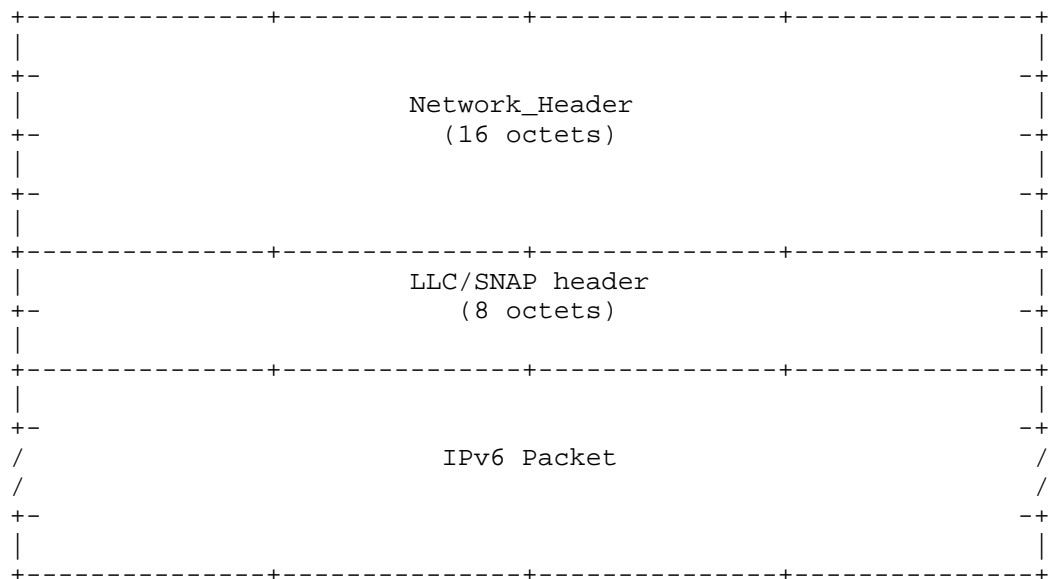 Network_Header
(16 octets)
LLC/SNAP header
(8 octets)
IPv6 Packet